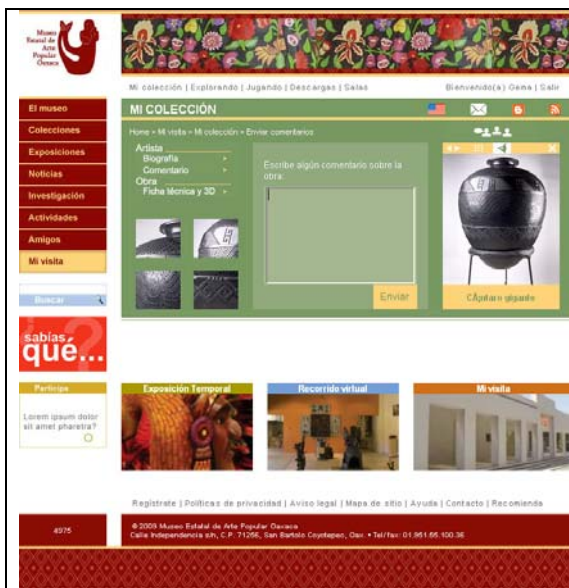 Museo
Estatal de
Arte
Popular
Oaxaca
Mi colección | Explorando | Jugando | Descargas | Salas
Bienvenido(a) Gema | Salir
El museo
Colecciones
Exposiciones
Noticias
Investigación
Actividades
Amigos
Mi visita
MI COLECCIÓN
Home » Mi visita » Mi colección » Enviar comentarios
Artista
Biografía
Comentario
Obra
Ficha técnica y 3D
Escribe algún comentario sobre la
obra:
Enviar
1/1
CÃ¡ntaro gigante
Buscar
sabías
qué...
Participa
Lorem ipsum dolor
sit amet pharetra?
Exposición Temporal
Recorrido virtual
Mi visita
Regístrate | Políticas de privacidad | Aviso legal | Mapa de sitio | Ayuda | Contacto | Recomienda
4975
© 2009 Museo Estatal de Arte Popular Oaxaca
Calle Independencia s/n, C.P. 71256, San Bartolo Coyotepec, Oax. • Tel/fax: 01.951.55.100.36